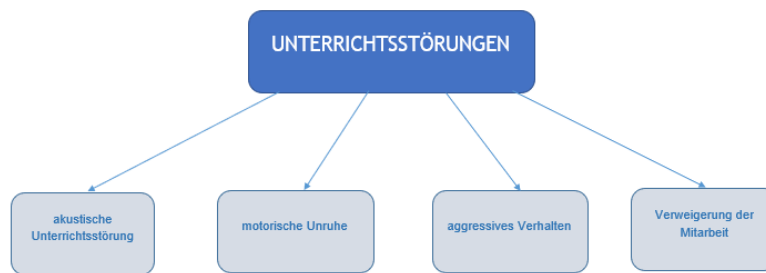 UNTERRICHTSSTÖRUNGEN
akustische
Unterrichtsstörung
motorische Unruhe
aggressives Verhalten
Verweigerung der
Mitarbeit